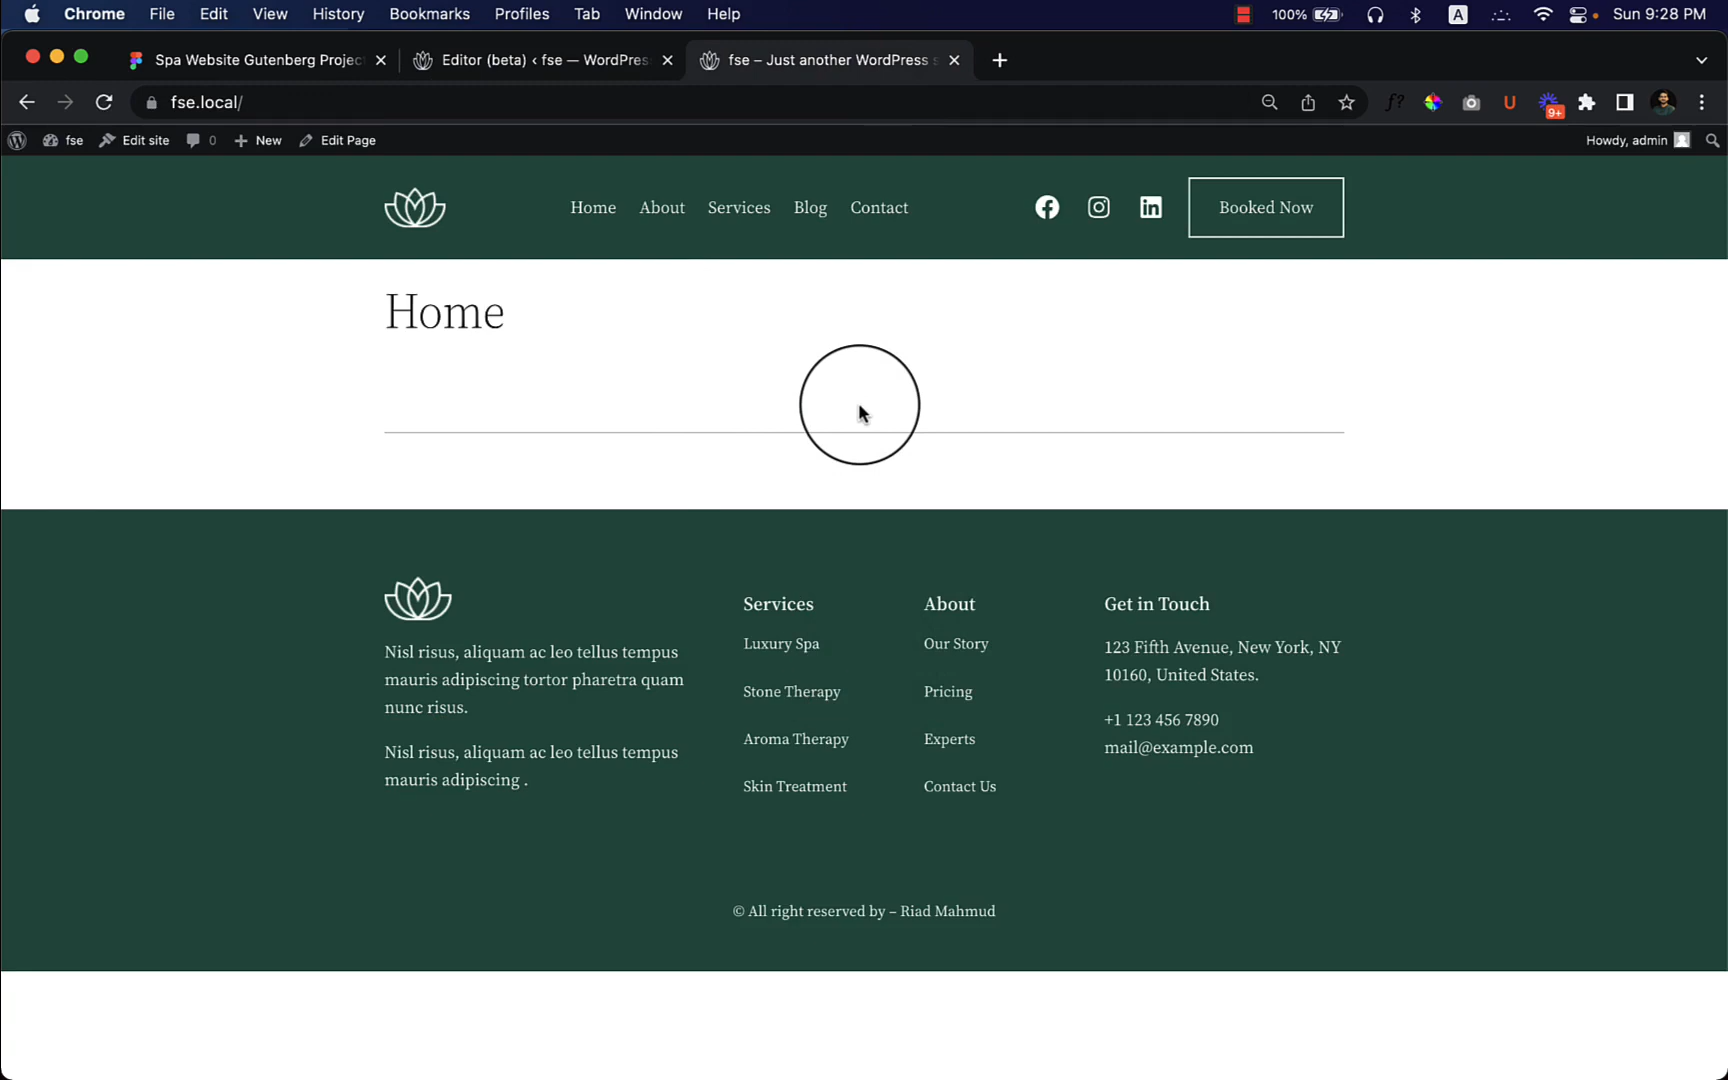 Chrome File Edit View History Bookmarks Profiles Tab Window Help 100% A Sun 9:28 PM
Spa Website Gutenberg Projec Editor (beta) ‹ fse — WordPres fse – Just another WordPress s
fse.local/ f? U 9+
fse Edit site 0 New Edit Page Howdy, admin
Home About Services Blog Contact Booked Now
Home
Nisl risus, aliquam ac leo tellus tempus
mauris adipiscing tortor pharetra quam
nunc risus.
Nisl risus, aliquam ac leo tellus tempus
mauris adipiscing .
Services
Luxury Spa
Stone Therapy
Aroma Therapy
Skin Treatment
About
Our Story
Pricing
Experts
Contact Us
Get in Touch
123 Fifth Avenue, New York, NY
10160, United States.
+1 123 456 7890
mail@example.com
© All right reserved by – Riad Mahmud